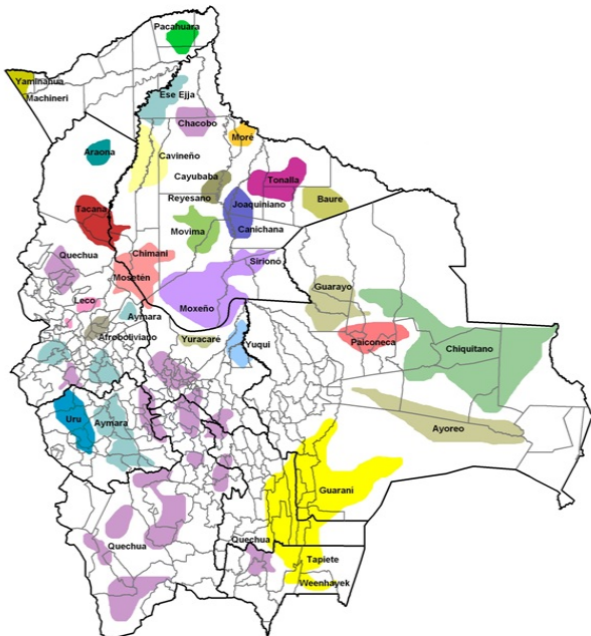 Pacahuara
Yaminahua
Machineri
Ese Ejja
Chacobo
Moré
Araona
Cavineño
Cayubaba
Tonalla
Reyesano
Joaquiniano
Baure
Tacana
Movima
Canichana
Quechua
Chimani
Sirionó
Mosetén
Guarayo
Moxeño
Leco
Aymara
Afroboliviano
Yuracaré
Yuqui
Paiconeca
Chiquitano
Uru
Aymara
Ayoreo
Guarani
Quechua
Quechua
Tapiete
Weenhayek